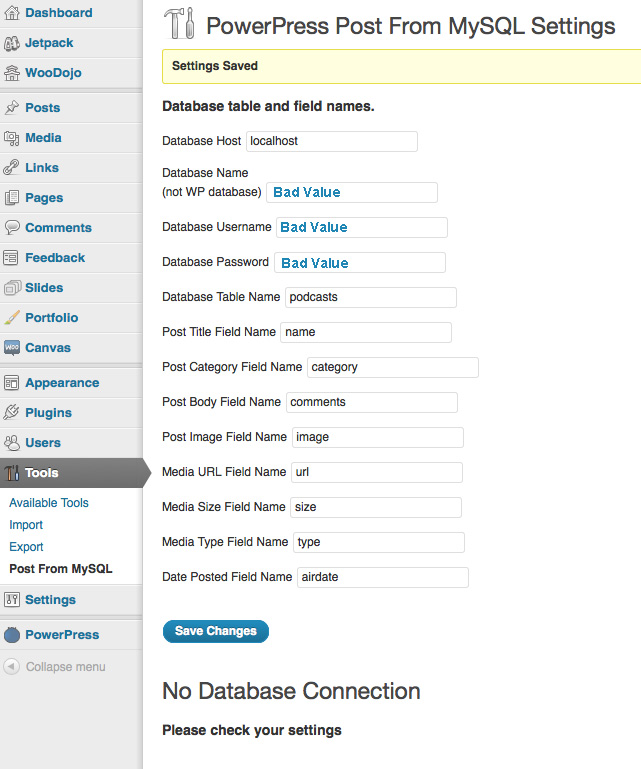 Dashboard
Jetpack
WooDojo
Posts
Media
Links
Pages
Comments
Feedback
Slides
Portfolio
WOO Canvas
Appearance
Plugins
Users
Tools
Available Tools
Import
Export
Post From MySQL
Settings
PowerPress
Collapse menu
PowerPress Post From MySQL Settings
Settings Saved
Database table and field names.
Database Host localhost
Database Name
(not WP database) Bad Value
Database Username Bad Value
Database Password Bad Value
Database Table Name podcasts
Post Title Field Name name
Post Category Field Name category
Post Body Field Name comments
Post Image Field Name image
Media URL Field Name url
Media Size Field Name size
Media Type Field Name type
Date Posted Field Name airdate
Save Changes
No Database Connection
Please check your settings